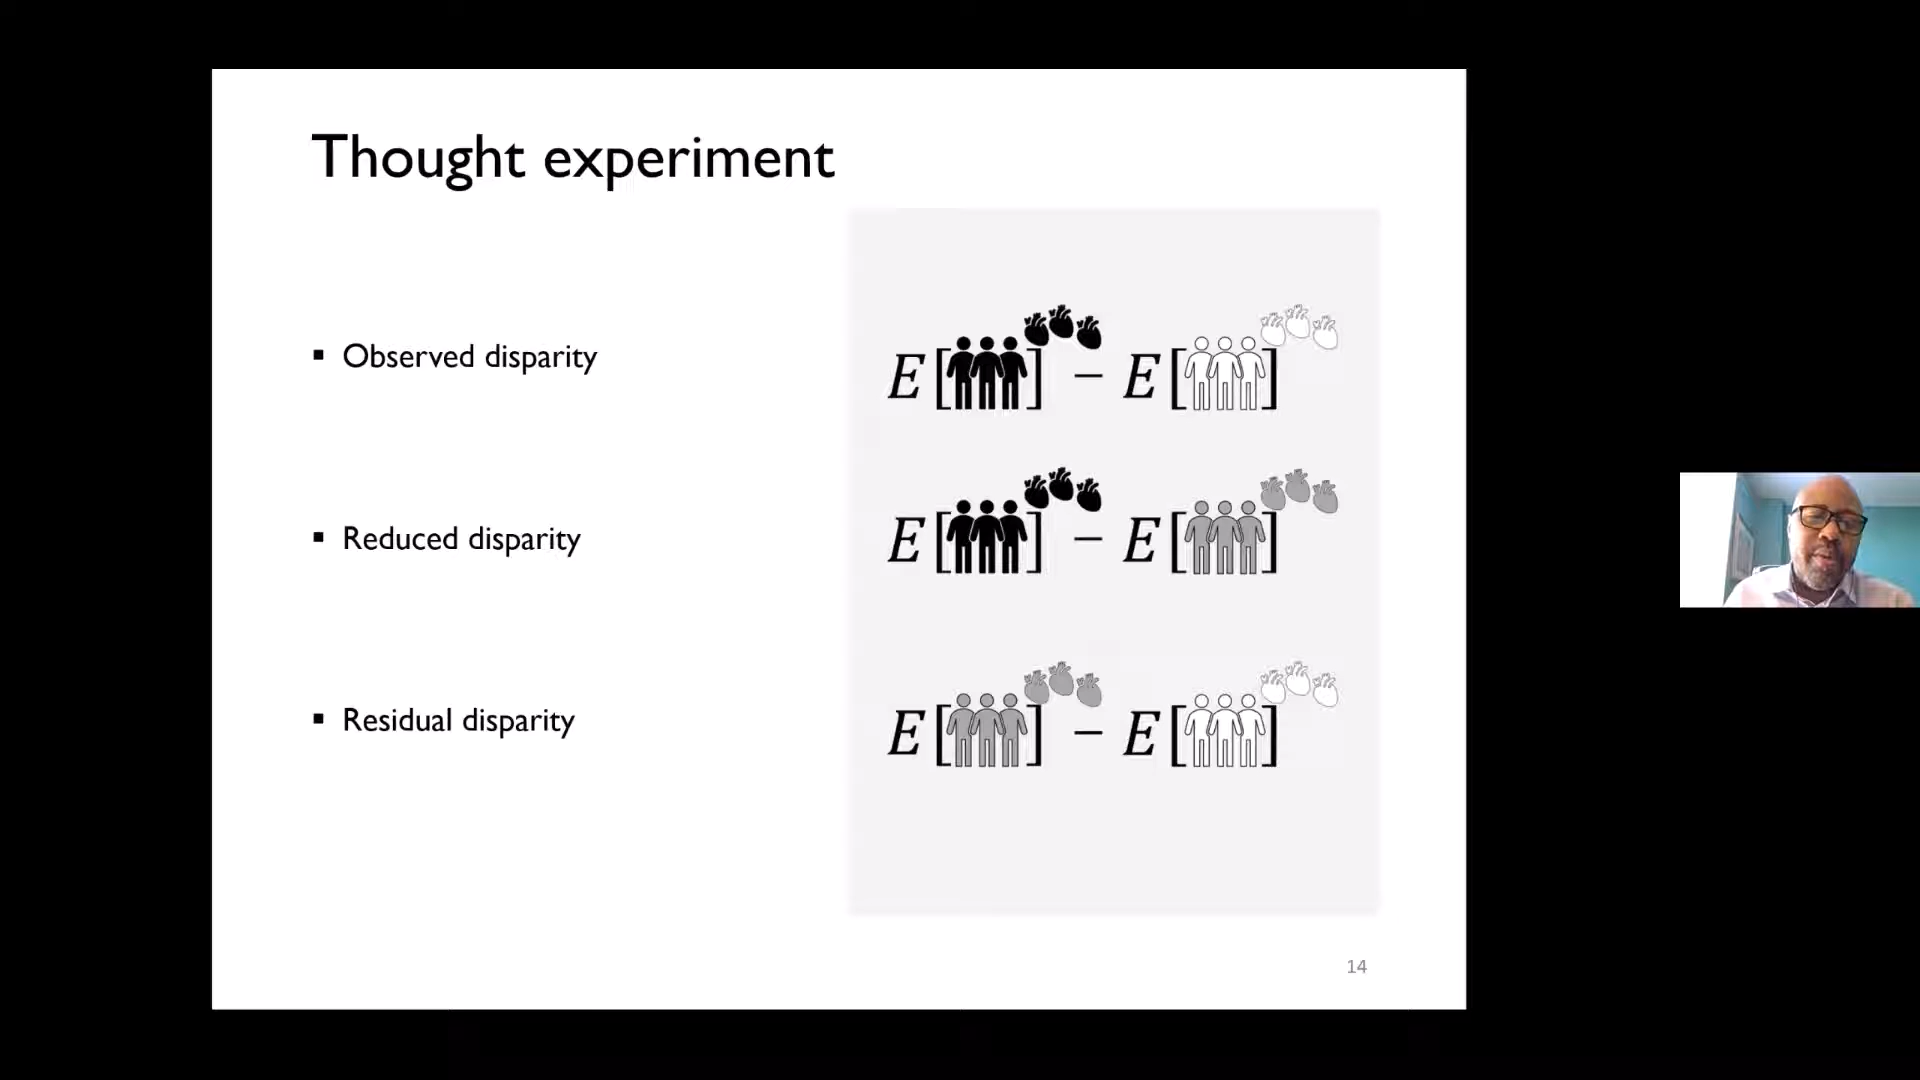 Thought experiment
▪ Observed disparity
E[ ] − E[ ]
▪ Reduced disparity
E[ ] − E[ ]
▪ Residual disparity
E[ ] − E[ ]
14